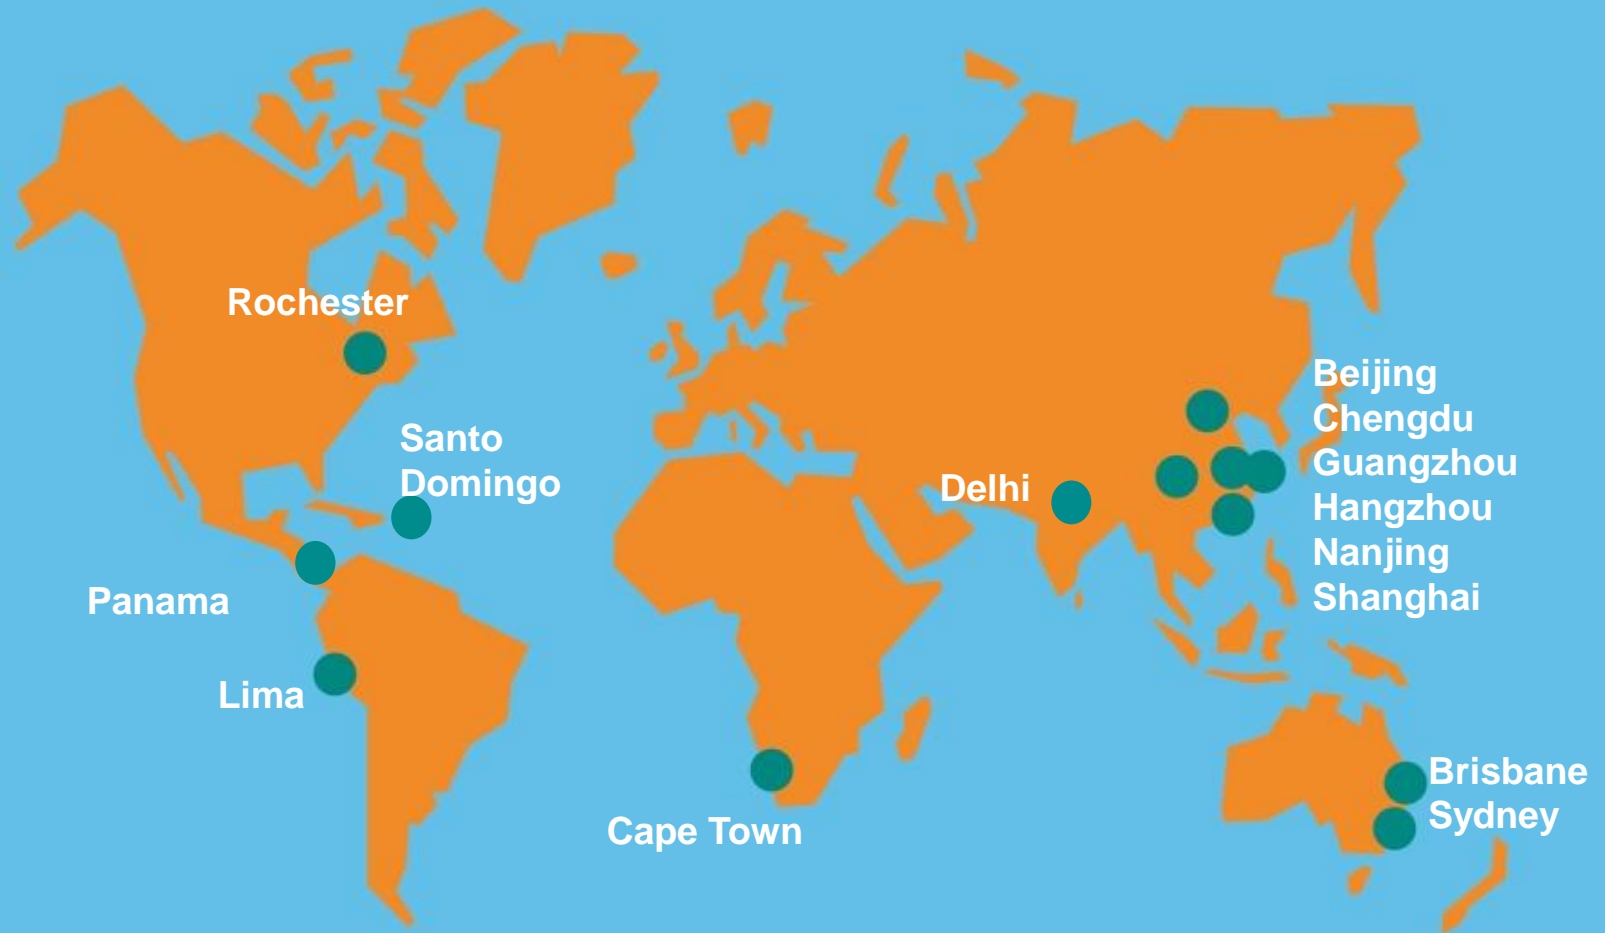 Rochester
Santo
Domingo
Panama
Lima
Cape Town
Delhi
Beijing
Chengdu
Guangzhou
Hangzhou
Nanjing
Shanghai
Brisbane
Sydney